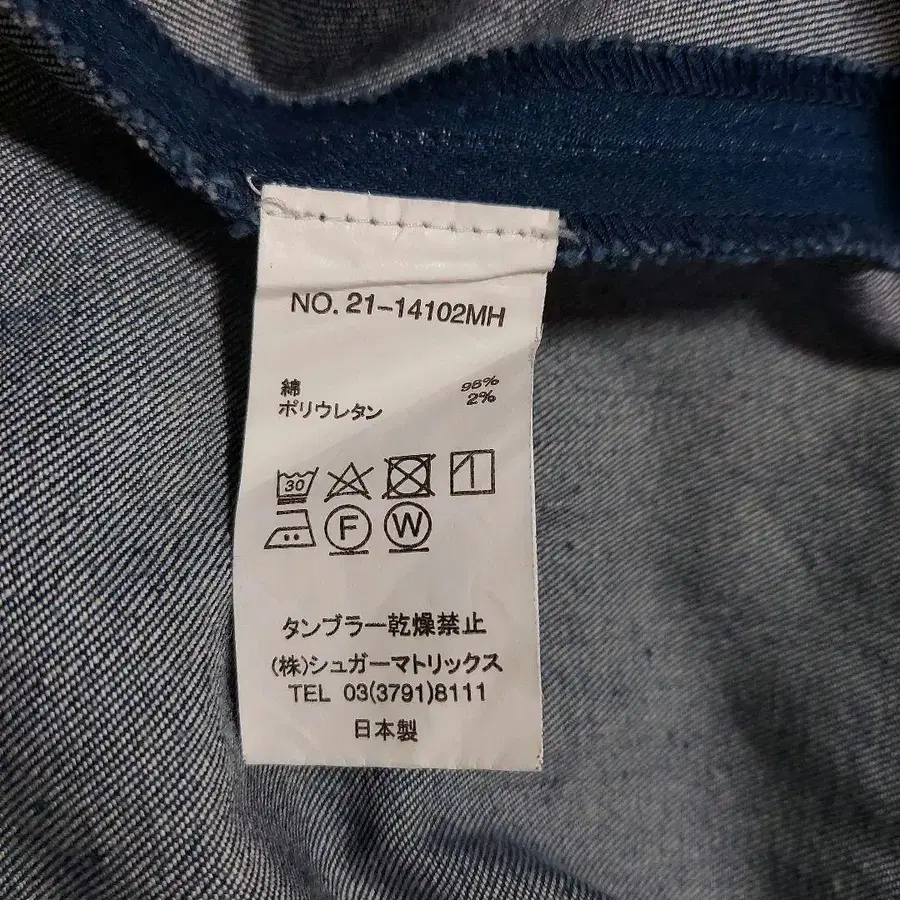 NO. 21-14102MH
綿 98%
ポリウレタン 2%
30
F W
タンブラー乾燥禁止
(株)シュガーマトリックス
TEL 03(3791)8111
日本製